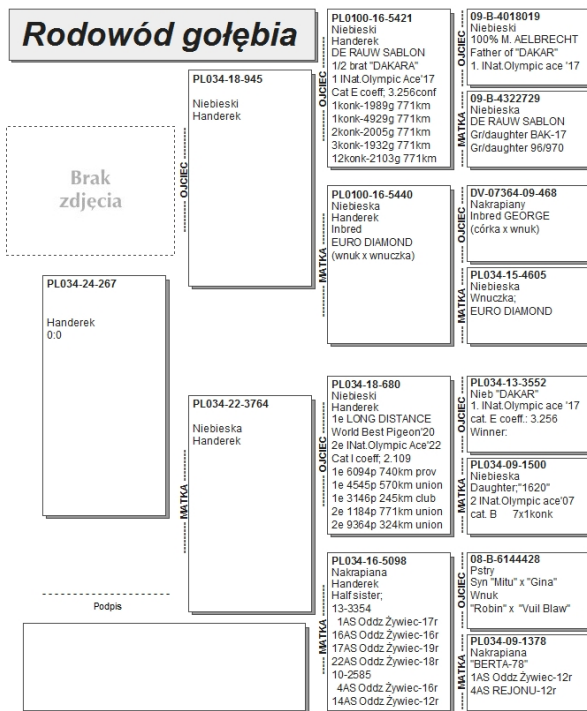 Rodowód gołębia
Brak
zdjęcia
PL034-24-267
Handerek
0:0
Podpis
OJCIEC
PL034-18-945
Niebieski
Handerek
MATKA
PL034-22-3764
Niebieska
Handerek
OJCIEC
PL0100-16-5421
Niebieski
Handerek
DE RAUW SABLON
1/2 brat "DAKARA"
1 INat.Olympic Ace'17
Cat E coeff; 3.256conf
1konk-1989g 771km
1konk-4929g 771km
2konk-2005g 771km
3konk-1932g 771km
12konk-2103g 771km
MATKA
PL0100-16-5440
Niebieska
Handerek
Inbred
EURO DIAMOND
(wnuk x wnuczka)
OJCIEC
PL034-18-680
Niebieski
Handerek
1e LONG DISTANCE
World Best Pigeon'20
2e INat.Olympic Ace'22
Cat I coeff; 2.109
1e 6094p 740km prov
1e 4545p 570km union
1e 3146p 245km club
2e 1184p 771km union
2e 9364p 324km union
MATKA
PL034-16-5098
Nakrapiana
Handerek
Halfsister;
13-3354
1AS Oddz Żywiec-17r
16AS Oddz Żywiec-16r
17AS Oddz Żywiec-19r
22AS Oddz Żywiec-18r
10-2585
4AS Oddz Żywiec-16r
14AS Oddz Żywiec-12r
OJCIEC
09-B-4018019
Niebieski
100% M. AELBRECHT
Father of "DAKAR"
1. INat.Olympic ace '17
MATKA
09-B-4322729
Niebieska
DE RAUW SABLON
Gr/daughter BAK-17
Gr/daughter 96/970
OJCIEC
DV-07364-09-468
Nakrapiany
Inbred GEORGE
(córka x wnuk)
MATKA
PL034-15-4605
Niebieska
Wnuczka;
EURO DIAMOND
OJCIEC
PL034-13-3552
Nieb "DAKAR"
1. INat.Olympic ace '17
cat. E coeff.: 3.256
Winner:
MATKA
PL034-09-1500
Niebieska
Daughter;"1620"
2 INat.Olympic ace'07
cat. B 7x1konk
OJCIEC
08-B-6144428
Pstry
Syn "Mitu" x "Gina"
Wnuk
"Robin" x "Vuil Blaw"
MATKA
PL034-09-1378
Nakrapiana
"BERTA-78"
1AS Oddz Żywiec-12r
4AS REJONU-12r